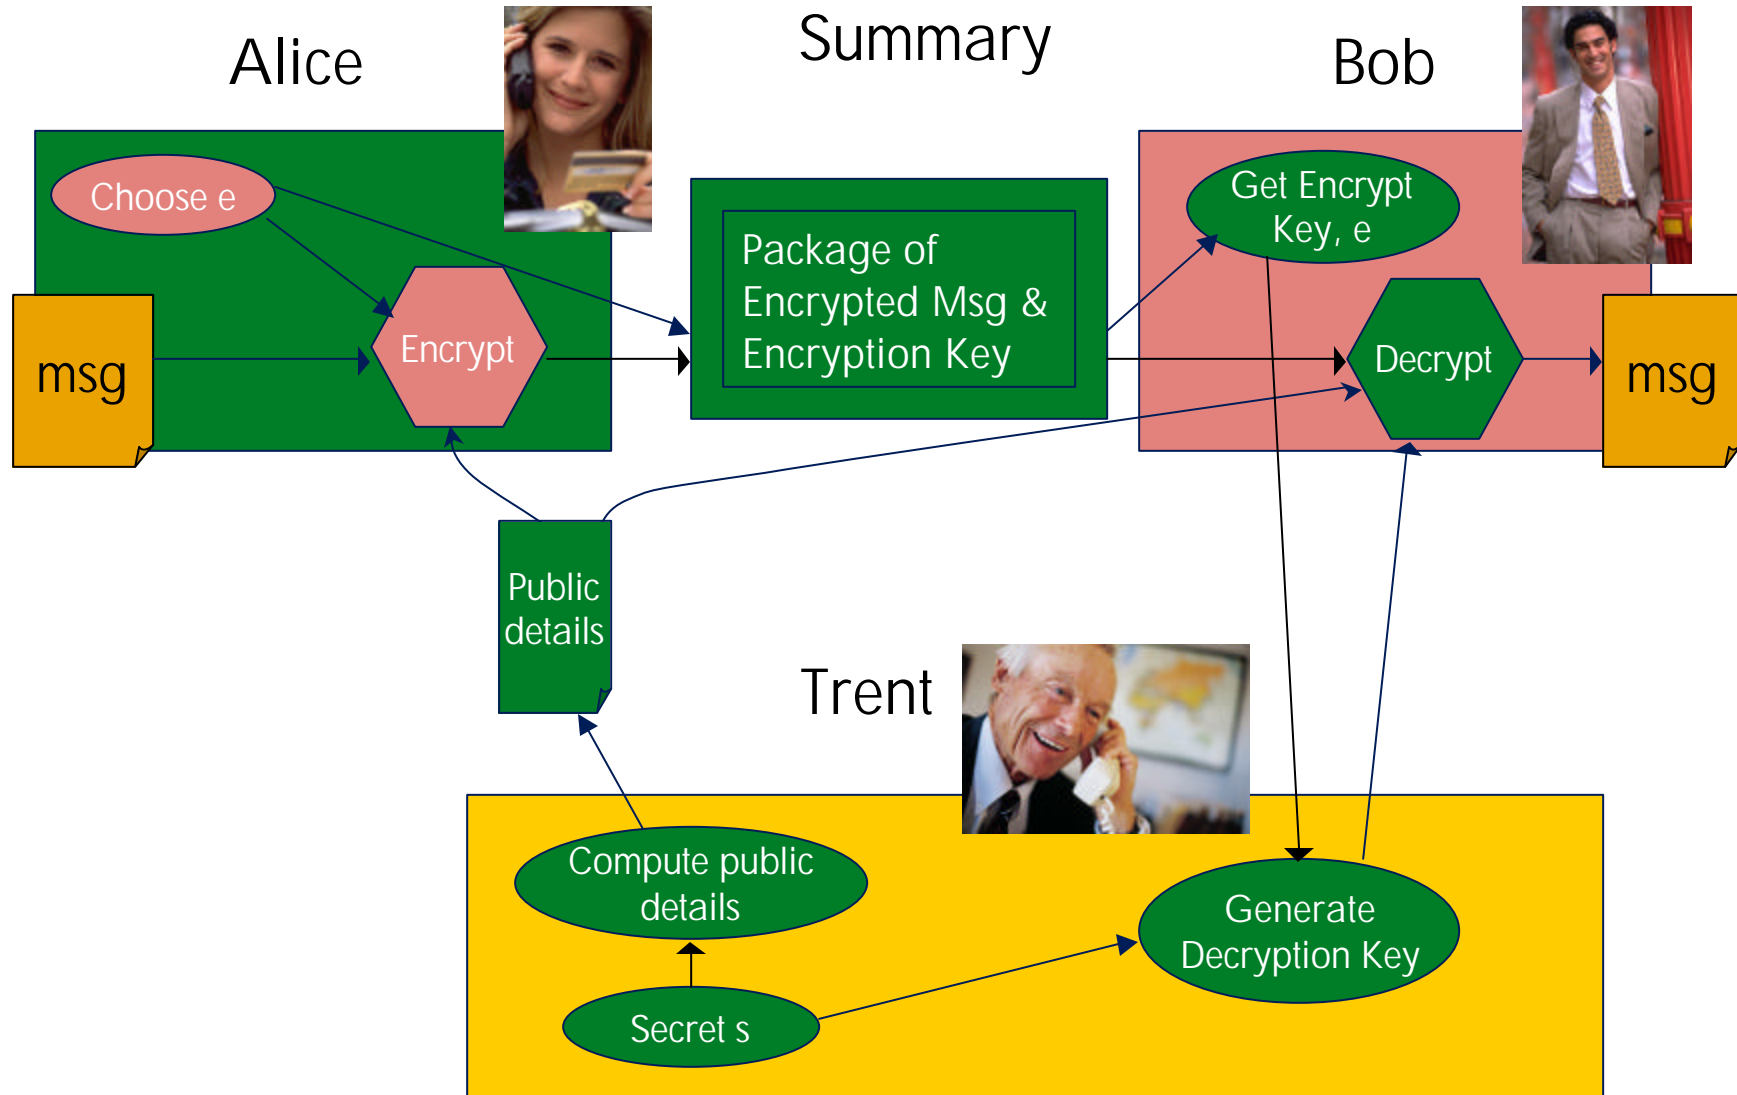 Summary
Alice
Bob
Choose e
Encrypt
msg
Package of
Encrypted Msg &
Encryption Key
Get Encrypt
Key, e
Decrypt
msg
Public
details
Trent
Compute public
details
Secret s
Generate
Decryption Key